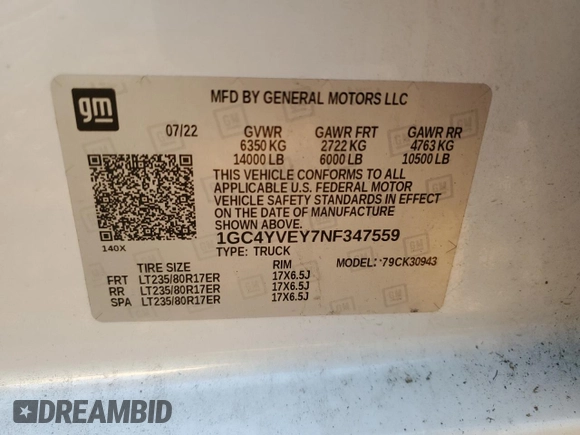 gm
MFD BY GENERAL MOTORS LLC
07/22 GVWR GAWR FRT GAWR RR
6350 KG 2722 KG 4763 KG
14000 LB 6000 LB 10500 LB
THIS VEHICLE CONFORMS TO ALL
APPLICABLE U.S. FEDERAL MOTOR
VEHICLE SAFETY STANDARDS IN EFFECT
ON THE DATE OF MANUFACTURE
SHOWN ABOVE.
140X
1GC4YVEY7NF347559
TYPE: TRUCK
MODEL: 79CK30943
TIRE SIZE RIM
FRT LT235/80R17ER 17X6.5J
RR LT235/80R17ER 17X6.5J
SPA LT235/80R17ER 17X6.5J
DREAMBID